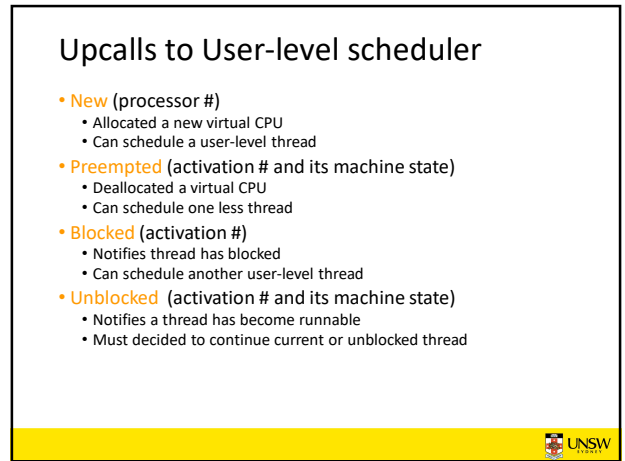 Upcalls to User-level scheduler
• New (processor #)
• Allocated a new virtual CPU
• Can schedule a user-level thread
• Preempted (activation # and its machine state)
• Deallocated a virtual CPU
• Can schedule one less thread
• Blocked (activation #)
• Notifies thread has blocked
• Can schedule another user-level thread
• Unblocked (activation # and its machine state)
• Notifies a thread has become runnable
• Must decided to continue current or unblocked thread
UNSW
SYDNEY